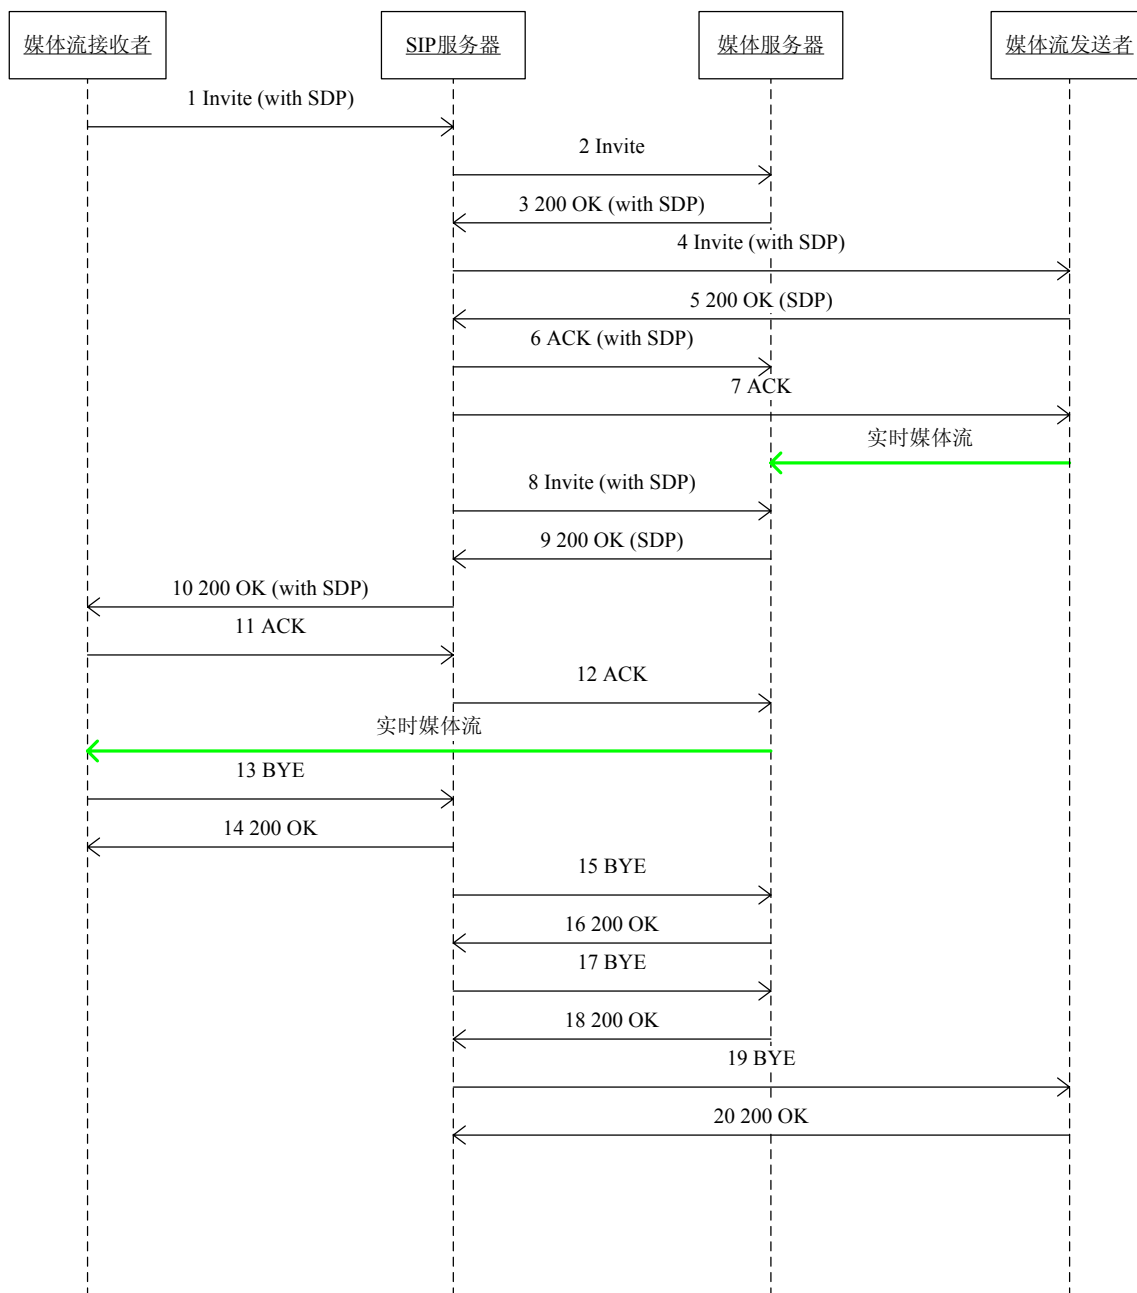 媒体流接收者
SIP服务器
媒体服务器
媒体流发送者
1 Invite (with SDP)
2 Invite
3 200 OK (with SDP)
4 Invite (with SDP)
5 200 OK (SDP)
6 ACK (with SDP)
7 ACK
实时媒体流
8 Invite (with SDP)
9 200 OK (SDP)
10 200 OK (with SDP)
11 ACK
12 ACK
实时媒体流
13 BYE
14 200 OK
15 BYE
16 200 OK
17 BYE
18 200 OK
19 BYE
20 200 OK